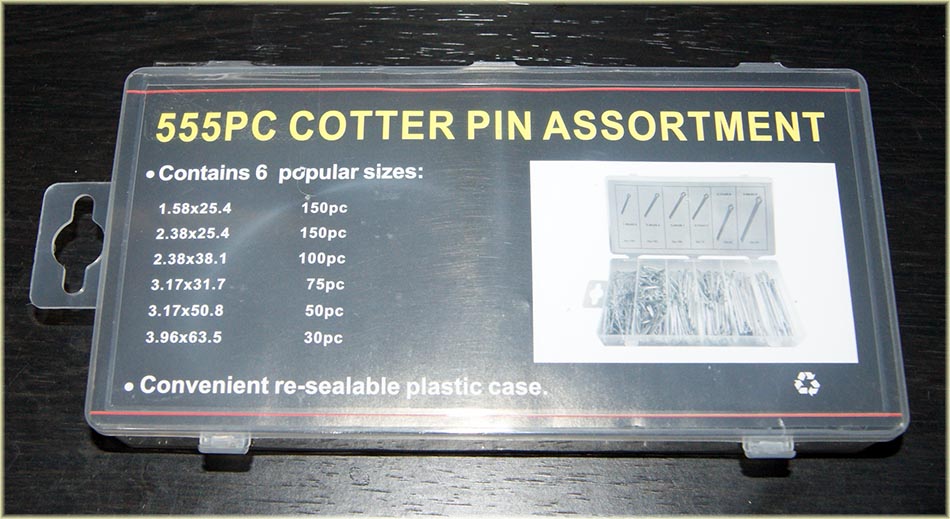 555PC COTTER PIN ASSORTMENT
• Contains 6 popular sizes:
1.58x25.4 150pc
2.38x25.4 150pc
2.38x38.1 100pc
3.17x31.7 75pc
3.17x50.8 50pc
3.96x63.5 30pc
• Convenient re-sealable plastic case.